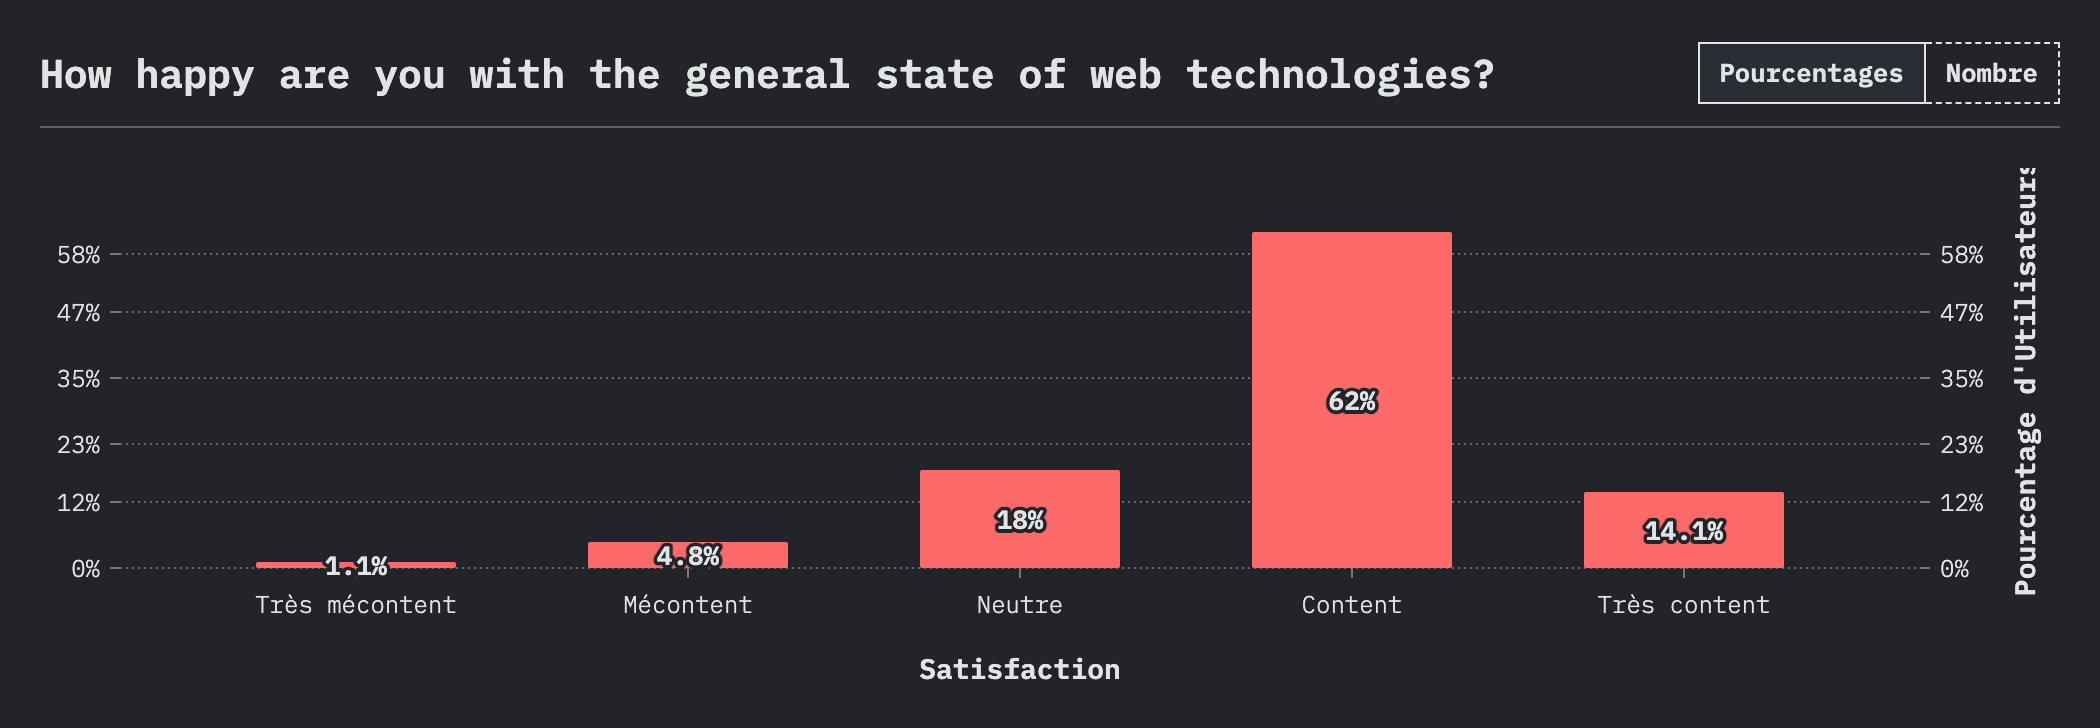 How happy are you with the general state of web technologies?
Pourcentages
Nombre
58%
47%
35%
23%
12%
0%
1.1%
4.8%
18%
62%
14.1%
58%
47%
35%
23%
12%
0%
Pourcentage d'Utilisateurs
Très mécontent
Mécontent
Neutre
Content
Très content
Satisfaction